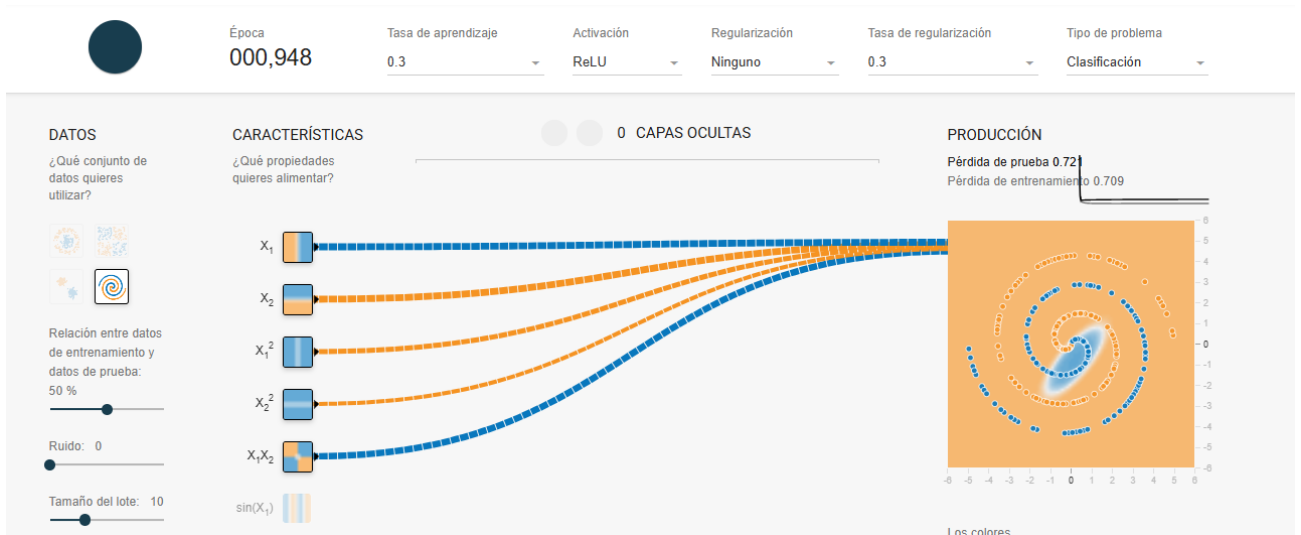 Época
000,948
Tasa de aprendizaje
0.3
Activación
ReLU
Regularización
Ninguno
Tasa de regularización
0.3
Tipo de problema
Clasificación
DATOS
¿Qué conjunto de
datos quieres
utilizar?
Relación entre datos
de entrenamiento y
datos de prueba:
50 %
Ruido: 0
Tamaño del lote: 10
CARACTERÍSTICAS
¿Qué propiedades
quieres alimentar?
X₁
X₂
X₁²
X₂²
X₁X₂
sin(X₁)
0 CAPAS OCULTAS
PRODUCCIÓN
Pérdida de prueba 0.721
Pérdida de entrenamiento 0.709
6
5
4
3
2
1
0
-1
-2
-3
-4
-5
-6
-6 -5 -4 -3 -2 -1 0 1 2 3 4 5 6
Los colores